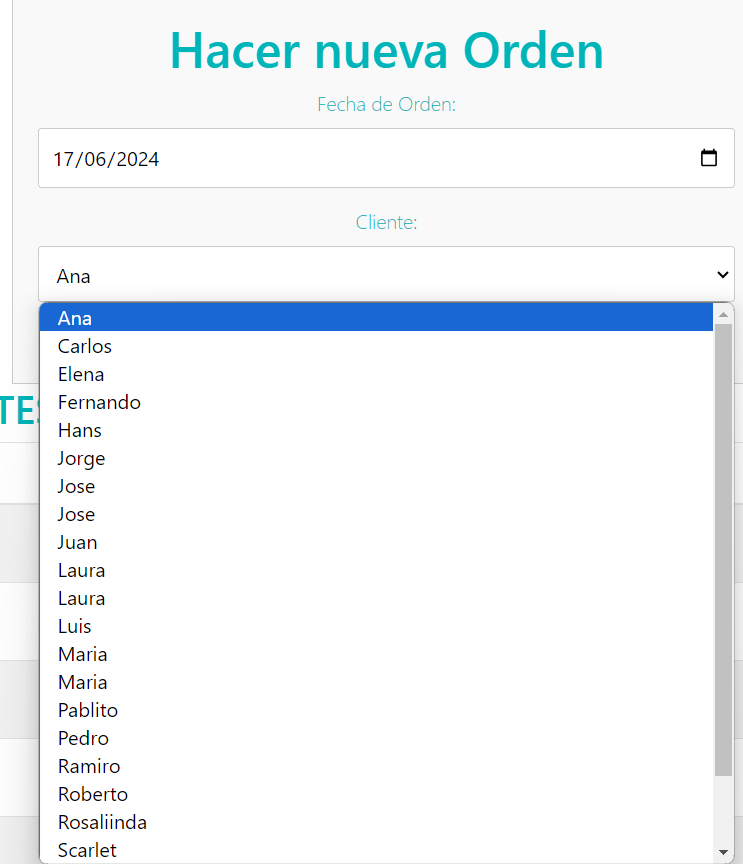 Hacer nueva Orden
Fecha de Orden:
17/06/2024
Cliente:
Ana
Ana
Carlos
Elena
Fernando
Hans
Jorge
Jose
Jose
Juan
Laura
Laura
Luis
Maria
Maria
Pablito
Pedro
Ramiro
Roberto
Rosaliinda
Scarlet